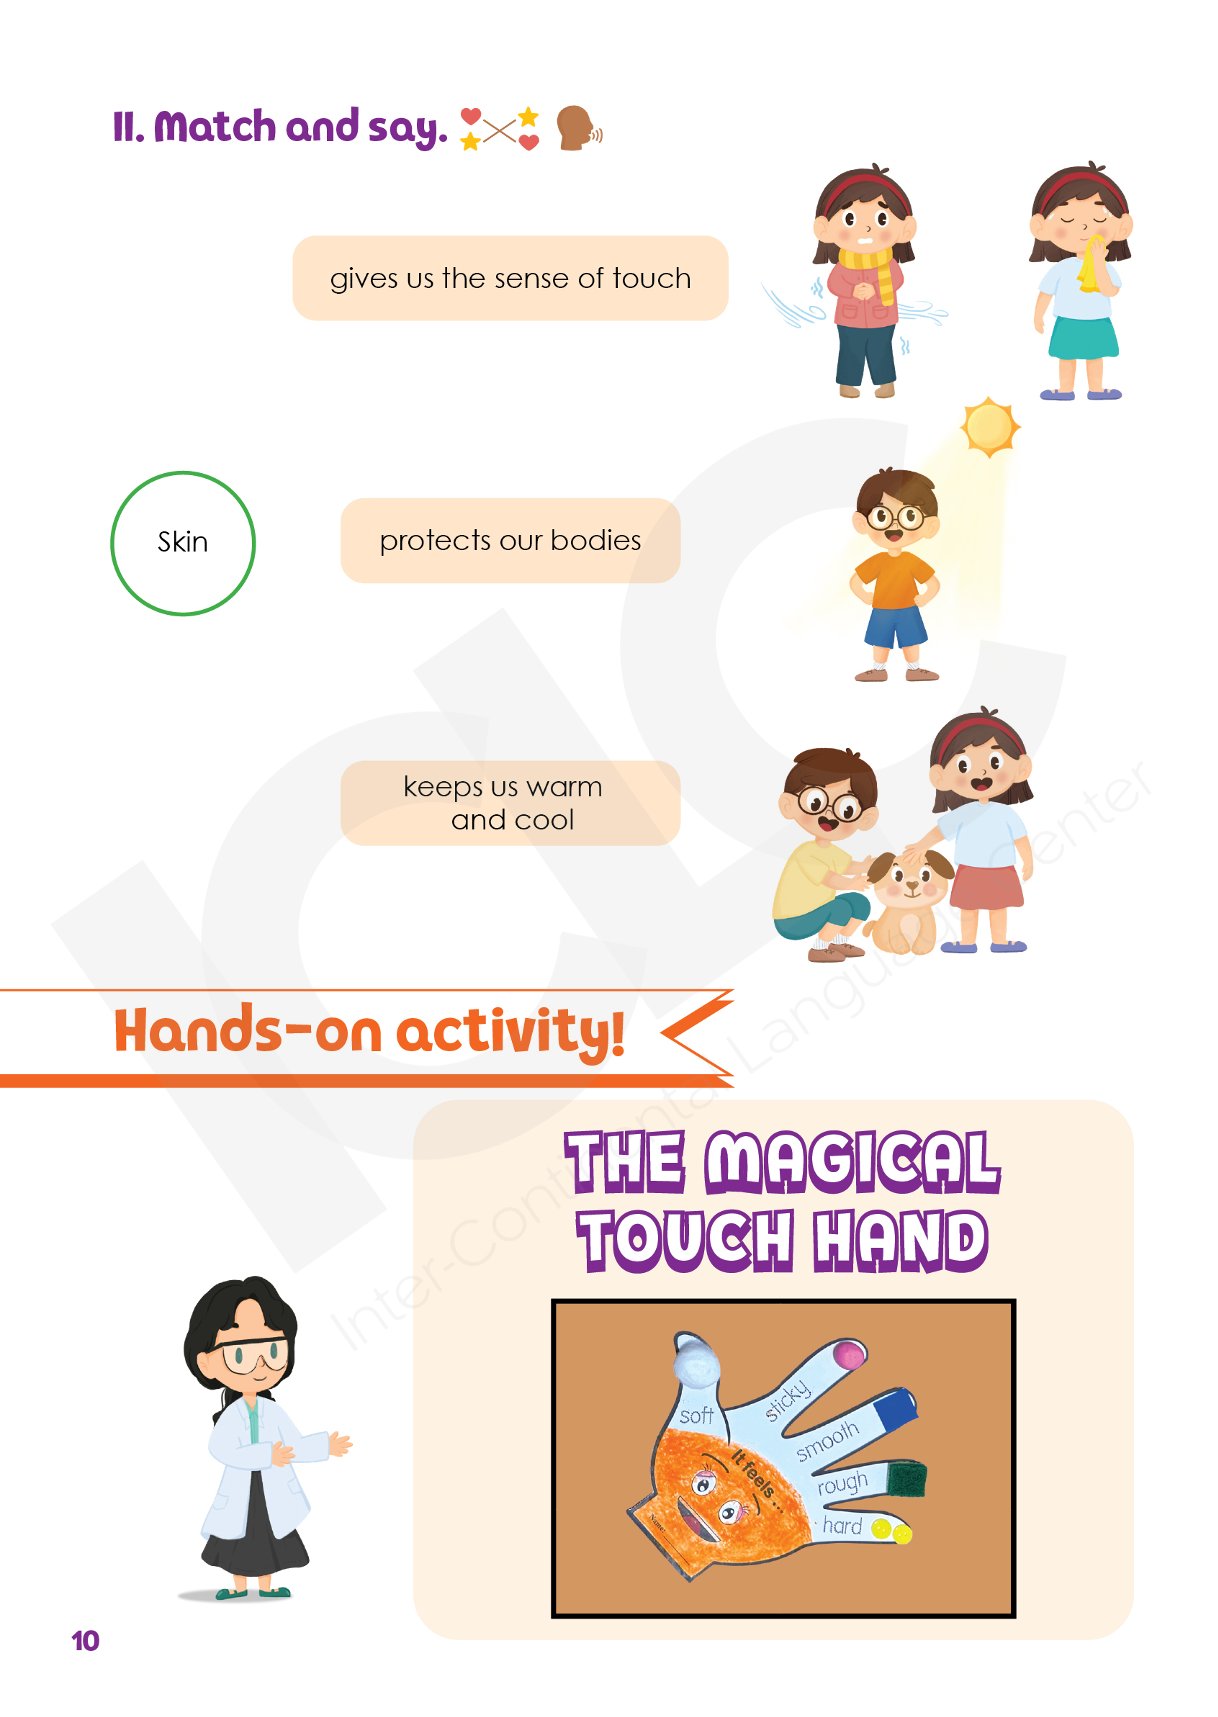 II. Match and say.
gives us the sense of touch
Skin
protects our bodies
keeps us warm
and cool
Hands-on activity!
THE MAGICAL
TOUCH HAND
soft
sticky
smooth
rough
hard
It feels ...
Name:
ICLC
Inter-Continental Language Center
10